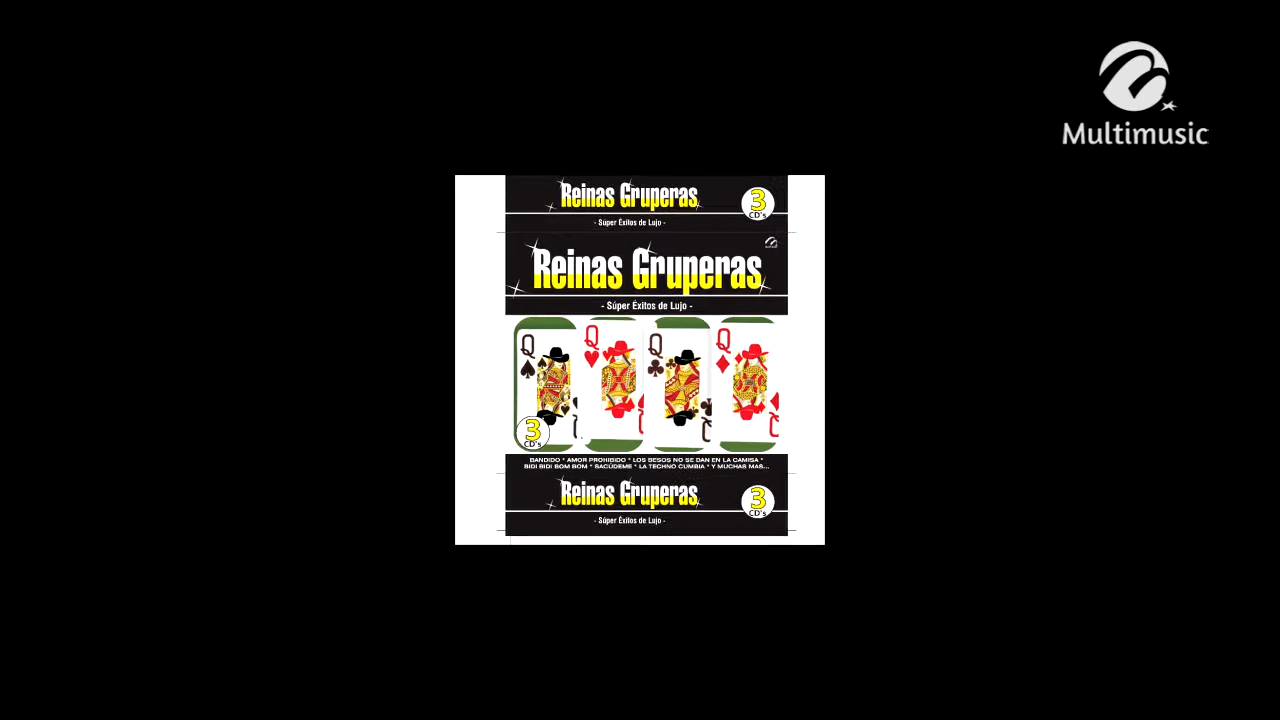 Multimusic
Reinas Gruperas
3
CD's
- Súper Éxitos de Lujo -
Reinas Gruperas
- Súper Éxitos de Lujo -
Q Q Q Q
3
CD's
Q Q Q Q
BANDIDO * AMOR PROHIBIDO * LOS BESOS NO SE DAN EN LA CAMISA *
BIDI BIDI BOM BOM * SACÚDEME * LA TECHNO CUMBIA * Y MUCHAS MAS...
Reinas Gruperas
3
CD's
- Súper Éxitos de Lujo -